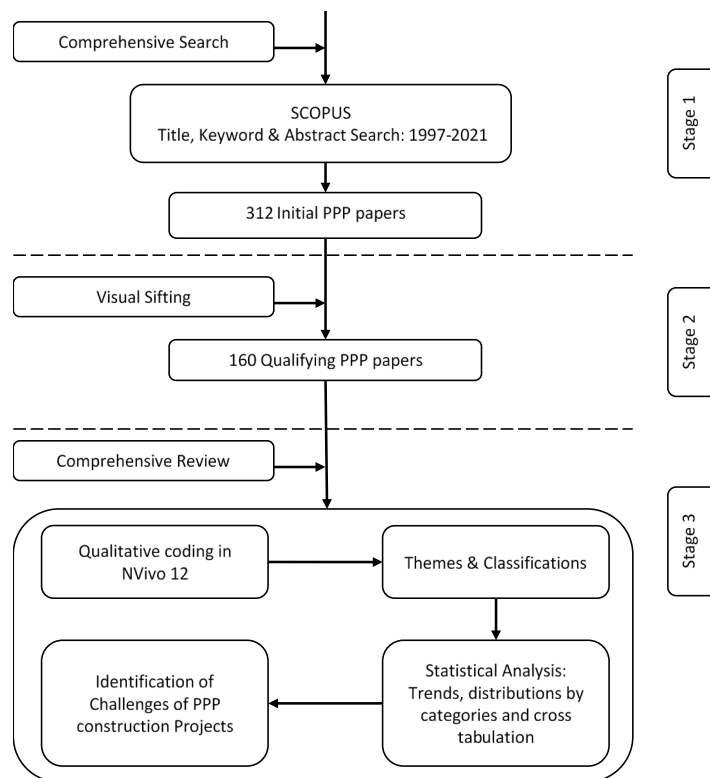 Comprehensive Search
SCOPUS
Title, Keyword & Abstract Search: 1997-2021
312 Initial PPP papers
Stage 1
Visual Sifting
160 Qualifying PPP papers
Stage 2
Comprehensive Review
Qualitative coding in
NVivo 12
Themes & Classifications
Statistical Analysis:
Trends, distributions by
categories and cross
tabulation
Identification of
Challenges of PPP
construction Projects
Stage 3